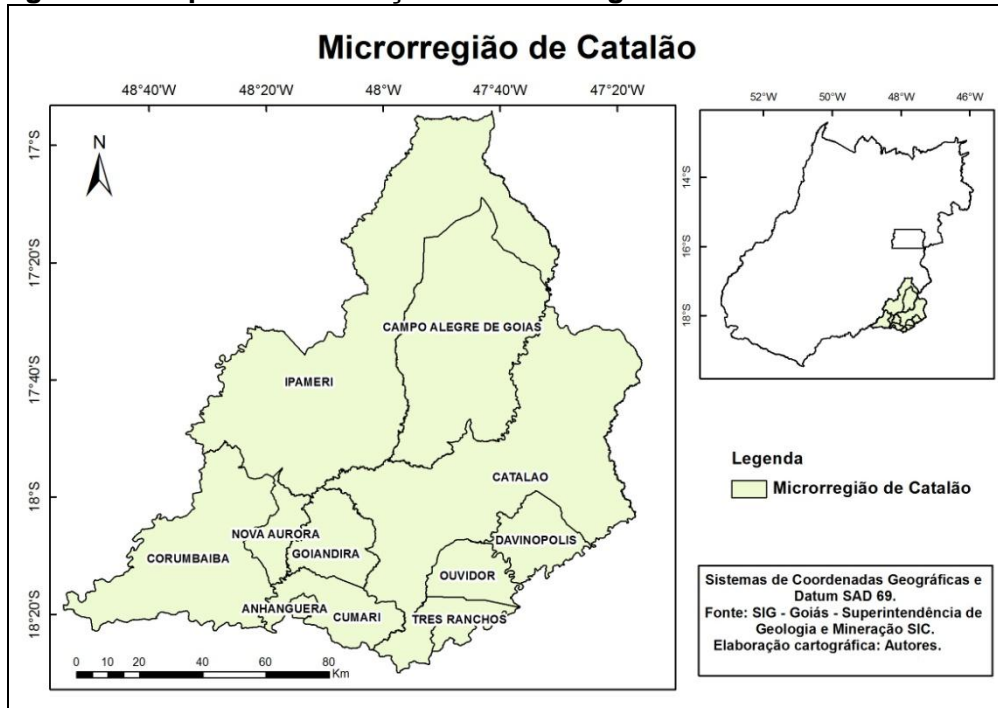 Microrregião de Catalão
48°40'W 48°20'W 48°W 47°40'W 47°20'W
52°W 50°W 48°W 46°W
17°S
17°20'S
17°40'S
18°S
18°20'S
14°S
16°S
18°S
N
CAMPO ALEGRE DE GOIAS
IPAMERI
CATALAO
NOVA AURORA
DAVINOPOLIS
CORUMBAIBA
GOIANDIRA
OUVIDOR
ANHANGUERA
CUMARI
TRES RANCHOS
0 10 20 40 60 80
Km
Legenda
Microrregião de Catalão
Sistemas de Coordenadas Geográficas e
Datum SAD 69.
Fonte: SIG - Goiás - Superintendência de
Geologia e Mineração SIC.
Elaboração cartográfica: Autores.